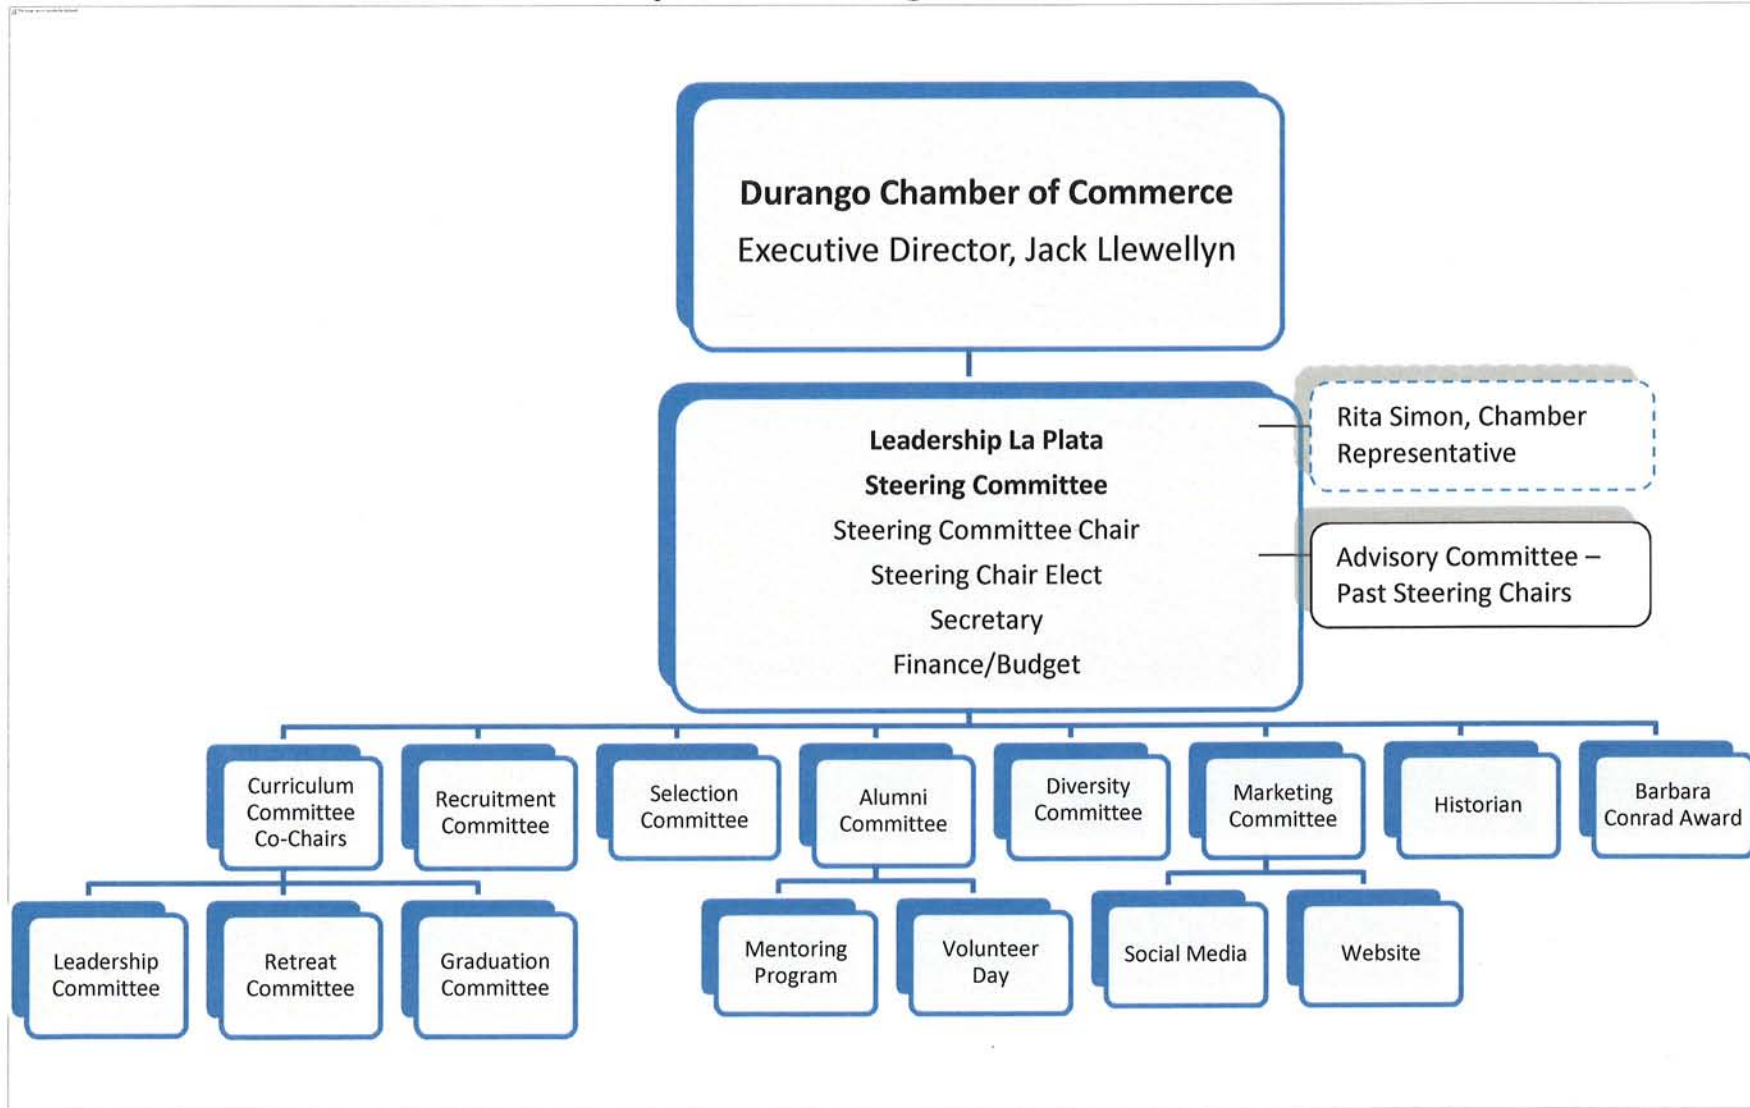 Durango Chamber of Commerce
Executive Director, Jack Llewellyn
Leadership La Plata
Steering Committee
Steering Committee Chair
Steering Chair Elect
Secretary
Finance/Budget
Rita Simon, Chamber
Representative
Advisory Committee –
Past Steering Chairs
Curriculum
Committee
Co-Chairs
Recruitment
Committee
Selection
Committee
Alumni
Committee
Diversity
Committee
Marketing
Committee
Historian
Barbara
Conrad Award
Leadership
Committee
Retreat
Committee
Graduation
Committee
Mentoring
Program
Volunteer
Day
Social Media
Website